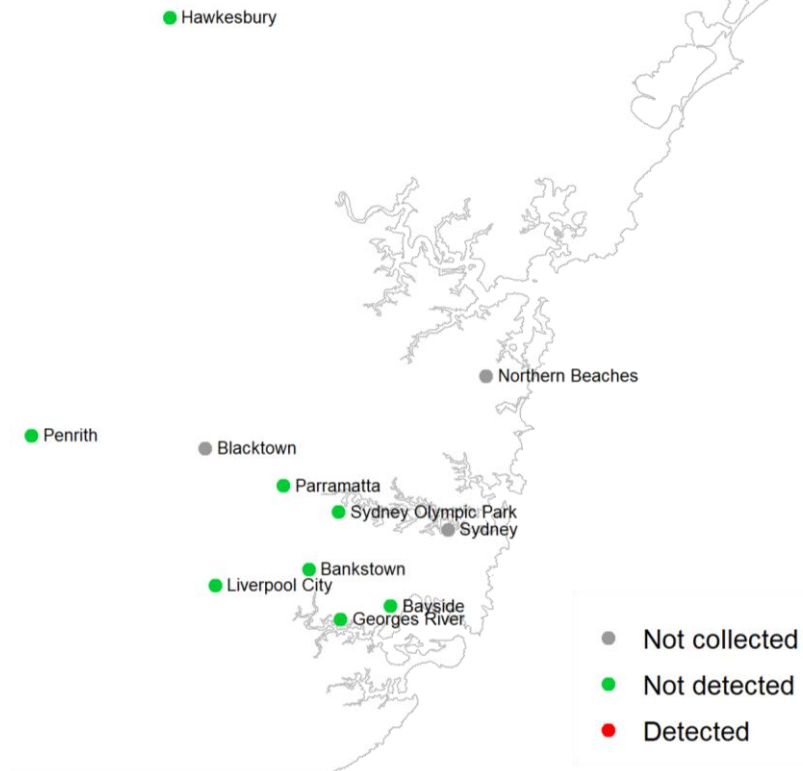 Hawkesbury
Northern Beaches
Penrith
Blacktown
Parramatta
Sydney Olympic Park
Sydney
Bankstown
Liverpool City
Bayside
Georges River
Not collected
Not detected
Detected